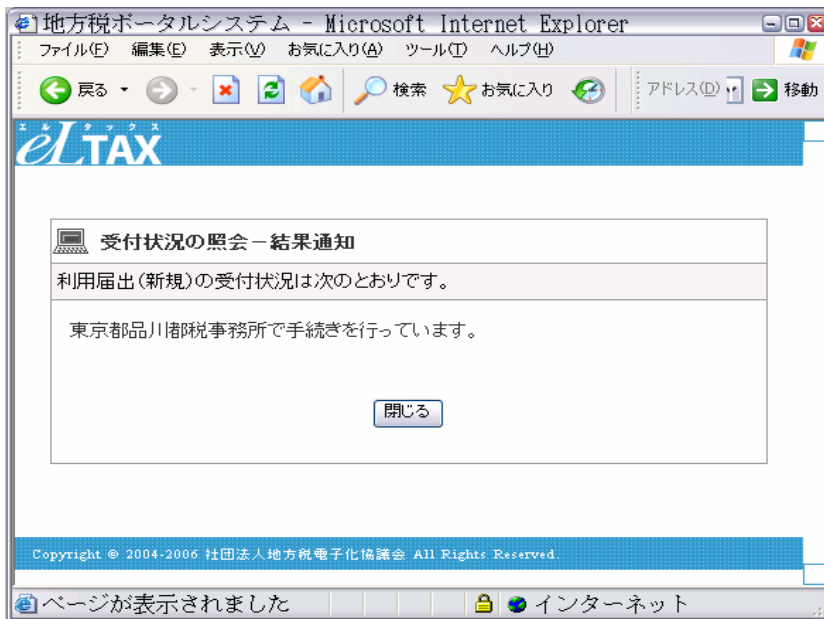 地方税ポータルシステム - Microsoft Internet Explorer
ファイル(F) 編集(E) 表示(V) お気に入り(A) ツール(T) ヘルプ(H)
戻る 検索 お気に入り アドレス(D) 移動
エルタックス
eLTAX
受付状況の照会－結果通知
利用届出(新規)の受付状況は次のとおりです。
東京都品川都税事務所で手続きを行っています。
閉じる
Copyright © 2004-2006 社団法人地方税電子化協議会 All Rights Reserved.
ページが表示されました インターネット